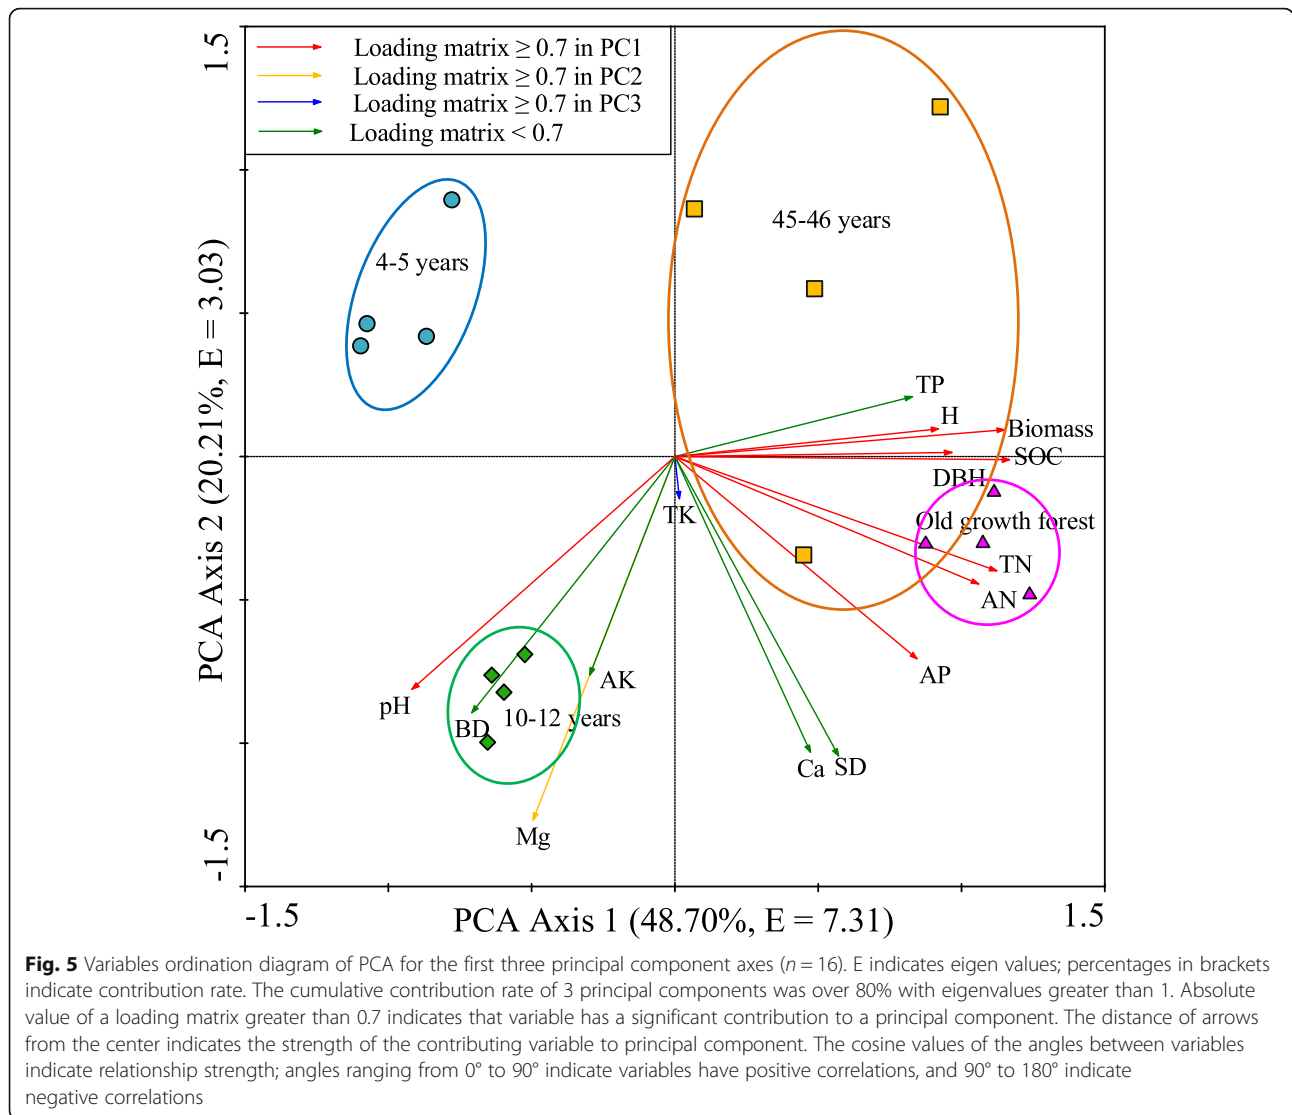 1.5
Loading matrix ≥ 0.7 in PC1
Loading matrix ≥ 0.7 in PC2
Loading matrix ≥ 0.7 in PC3
Loading matrix < 0.7
45-46 years
4-5 years
PCA Axis 2 (20.21%, E = 3.03)
TP
H
Biomass
SOC
DBH
TK
Old growth forest
TN
AN
AP
AK
pH
BD
10-12 years
Ca
SD
Mg
-1.5
-1.5
PCA Axis 1 (48.70%, E = 7.31)
1.5
Fig. 5 Variables ordination diagram of PCA for the first three principal component axes (n = 16). E indicates eigen values; percentages in brackets
indicate contribution rate. The cumulative contribution rate of 3 principal components was over 80% with eigenvalues greater than 1. Absolute
value of a loading matrix greater than 0.7 indicates that variable has a significant contribution to a principal component. The distance of arrows
from the center indicates the strength of the contributing variable to principal component. The cosine values of the angles between variables
indicate relationship strength; angles ranging from 0° to 90° indicate variables have positive correlations, and 90° to 180° indicate
negative correlations